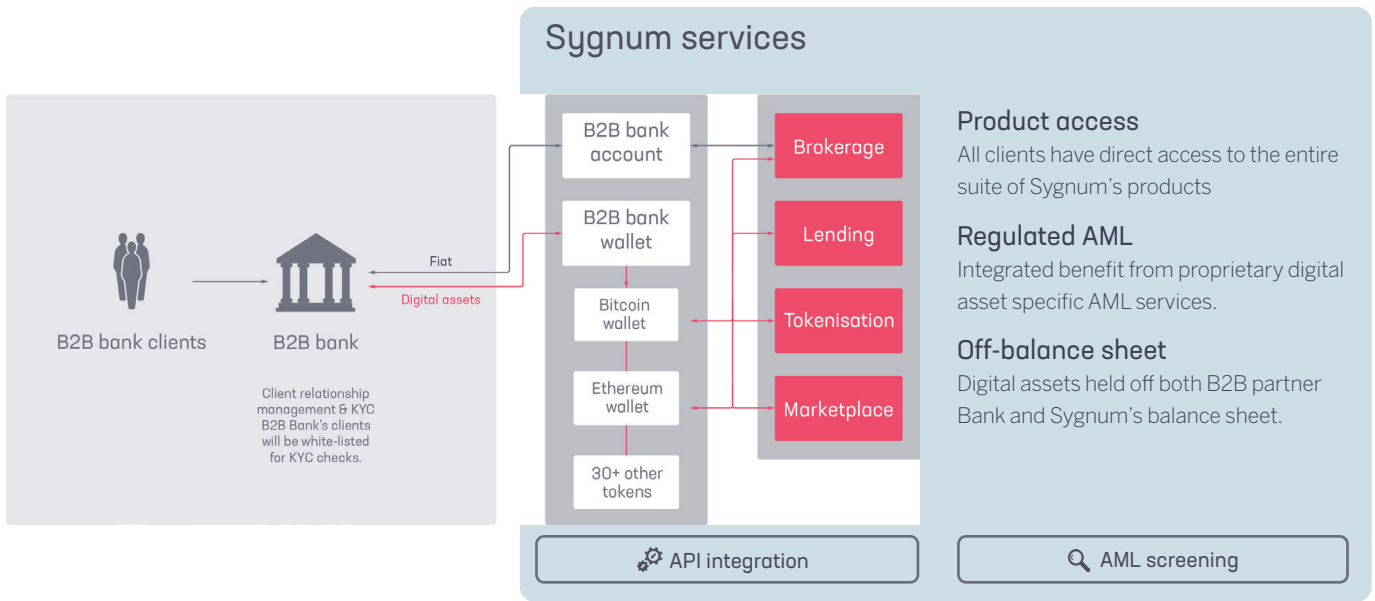 Sygnum services
B2B bank clients
B2B bank
Client relationship
management & KYC
B2B Bank's clients
will be white-listed
for KYC checks.
Fiat
Digital assets
B2B bank
account
B2B bank
wallet
Bitcoin
wallet
Ethereum
wallet
30+ other
tokens
Brokerage
Lending
Tokenisation
Marketplace
Product access
All clients have direct access to the entire
suite of Sygnum's products
Regulated AML
Integrated benefit from proprietary digital
asset specific AML services.
Off-balance sheet
Digital assets held off both B2B partner
Bank and Sygnum's balance sheet.
API integration
AML screening